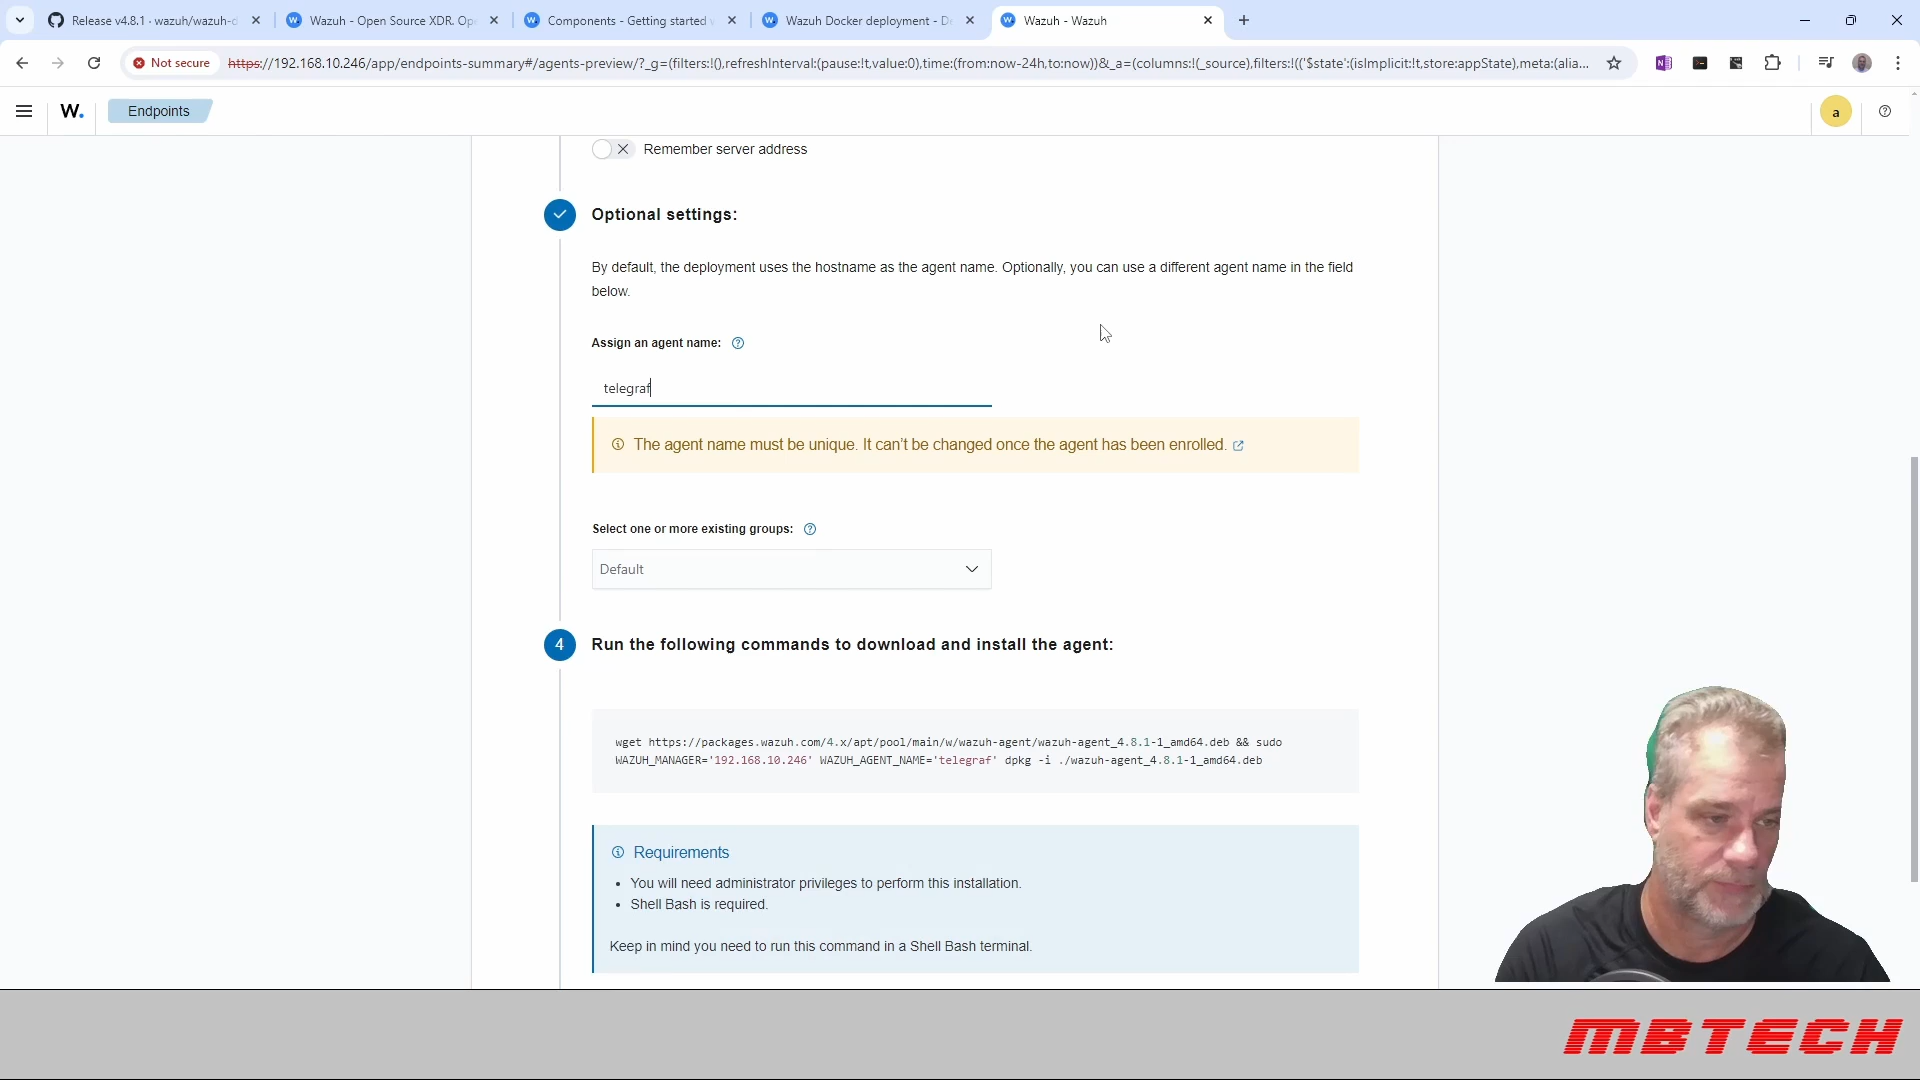 Release v4.8.1 · wazuh/wazuh-d
Wazuh - Open Source XDR. Ope
Components - Getting started w
Wazuh Docker deployment - De
Wazuh - Wazuh
Not secure
https://192.168.10.246/app/endpoints-summary#/agents-preview/?_g=(filters:!(),refreshInterval:(pause:!t,value:0),time:(from:now-24h,to:now))&_a=(columns:!(_source),filters:!(('$state':(isImplicit:!t,store:appState),meta:(alia...
W.
Endpoints
a
Remember server address
Optional settings:
By default, the deployment uses the hostname as the agent name. Optionally, you can use a different agent name in the field
below.
Assign an agent name:
telegraf
The agent name must be unique. It can’t be changed once the agent has been enrolled.
Select one or more existing groups:
Default
4
Run the following commands to download and install the agent:
wget https://packages.wazuh.com/4.x/apt/pool/main/w/wazuh-agent/wazuh-agent_4.8.1-1_amd64.deb && sudo
WAZUH_MANAGER='192.168.10.246' WAZUH_AGENT_NAME='telegraf' dpkg -i ./wazuh-agent_4.8.1-1_amd64.deb
Requirements
• You will need administrator privileges to perform this installation.
• Shell Bash is required.
Keep in mind you need to run this command in a Shell Bash terminal.
MBTECH